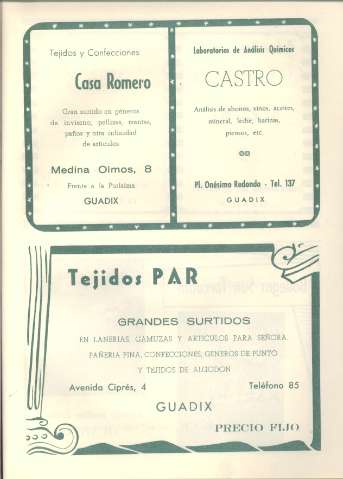 Tejidos y Confecciones
Casa Romero
Gran surtido en géneros
de invierno, pellizas, mantas,
paños y otra infinidad
de artículos
Medina Olmos, 8
Frente a la Purísima
GUADIX
Laboratorios de Análisis Químicos
CASTRO
Análisis de abonos, vinos, aceites,
mineral, leche, harinas,
piensos, etc.
Pl. Onésimo Redondo - Tel. 137
GUADIX
Tejidos PAR
GRANDES SURTIDOS
EN LANERIAS, GAMUZAS Y ARTICULOS PARA SEÑORA
PAÑERIA FINA, CONFECCIONES, GENEROS DE PUNTO
Y TEJIDOS DE ALGODON
Avenida Ciprés, 4
Teléfono 85
GUADIX
PRECIO FIJO